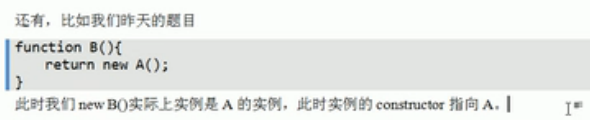 还有，比如我们昨天的题目
function B(){
    return new A();
}
此时我们 new B()实际上实例是 A 的实例，此时实例的 constructor 指向 A。